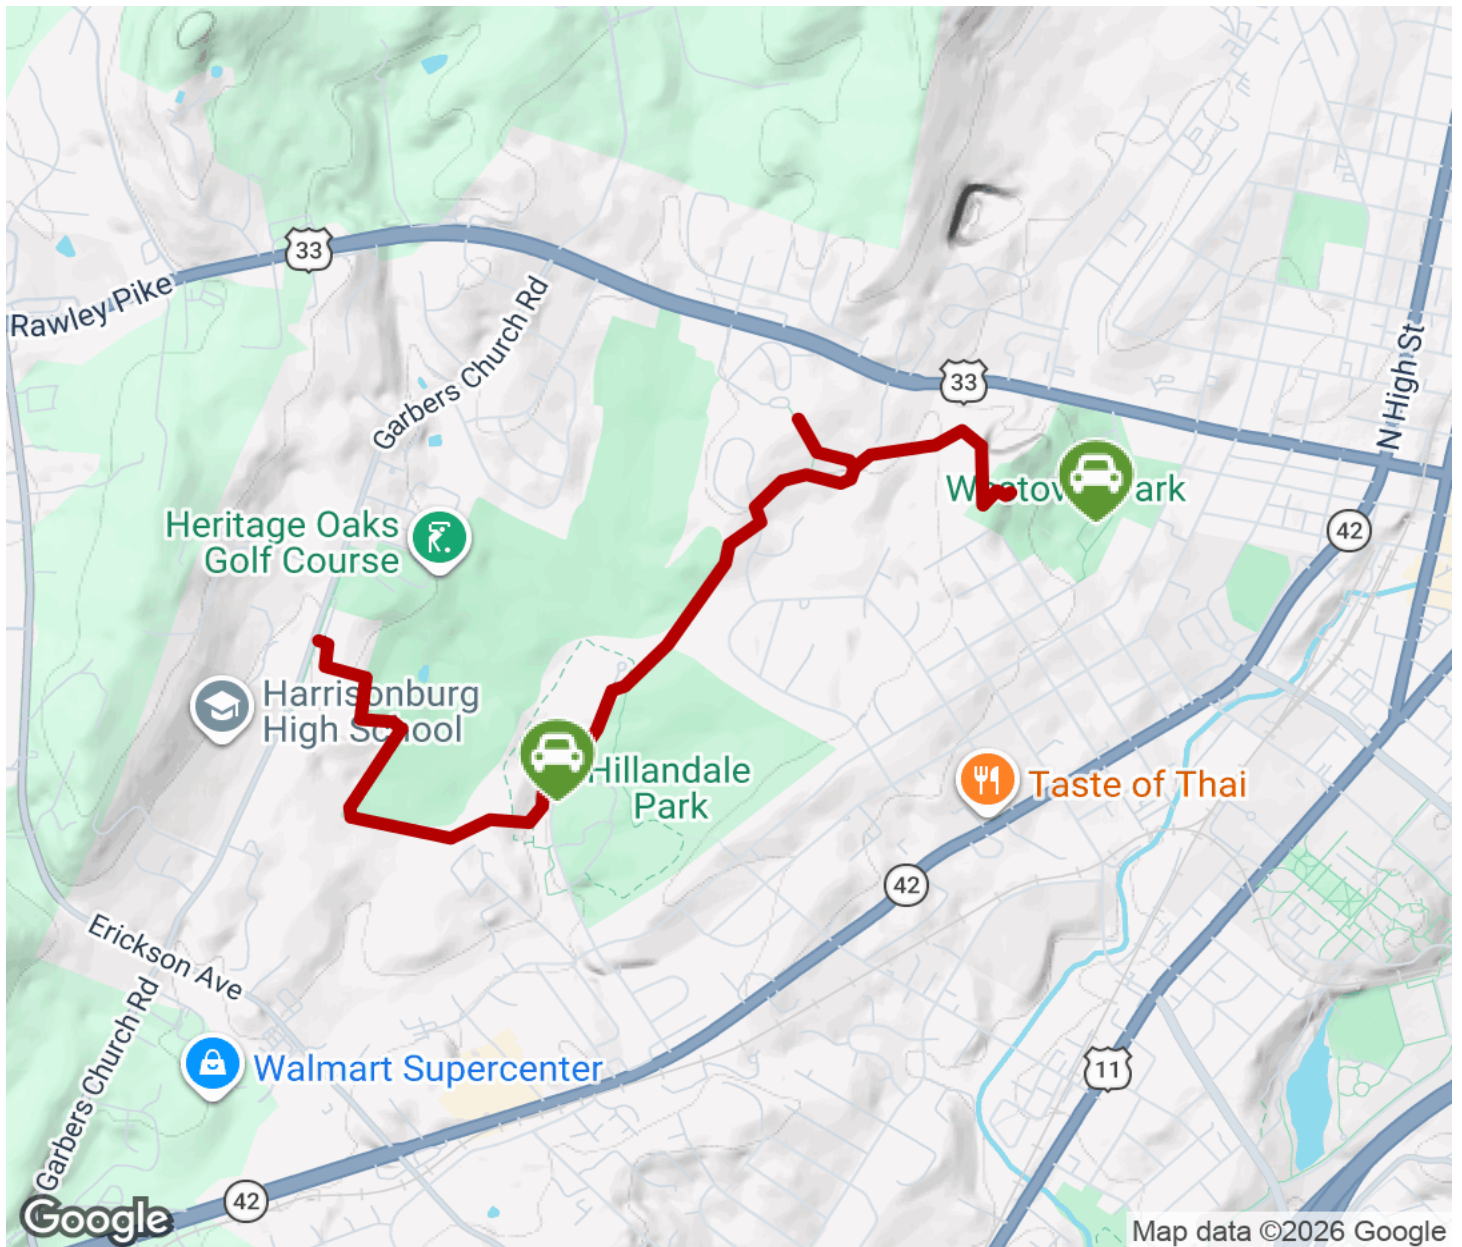 33
Rawley Pike
Garbers Church Rd
33
N High St
Park
42
Heritage Oaks
Golf Course
Harrisonburg
High School
Hillandale
Park
Taste of Thai
42
Erickson Ave
Garbers Church Rd
Walmart Supercenter
11
42
Google
Map data ©2026 Google